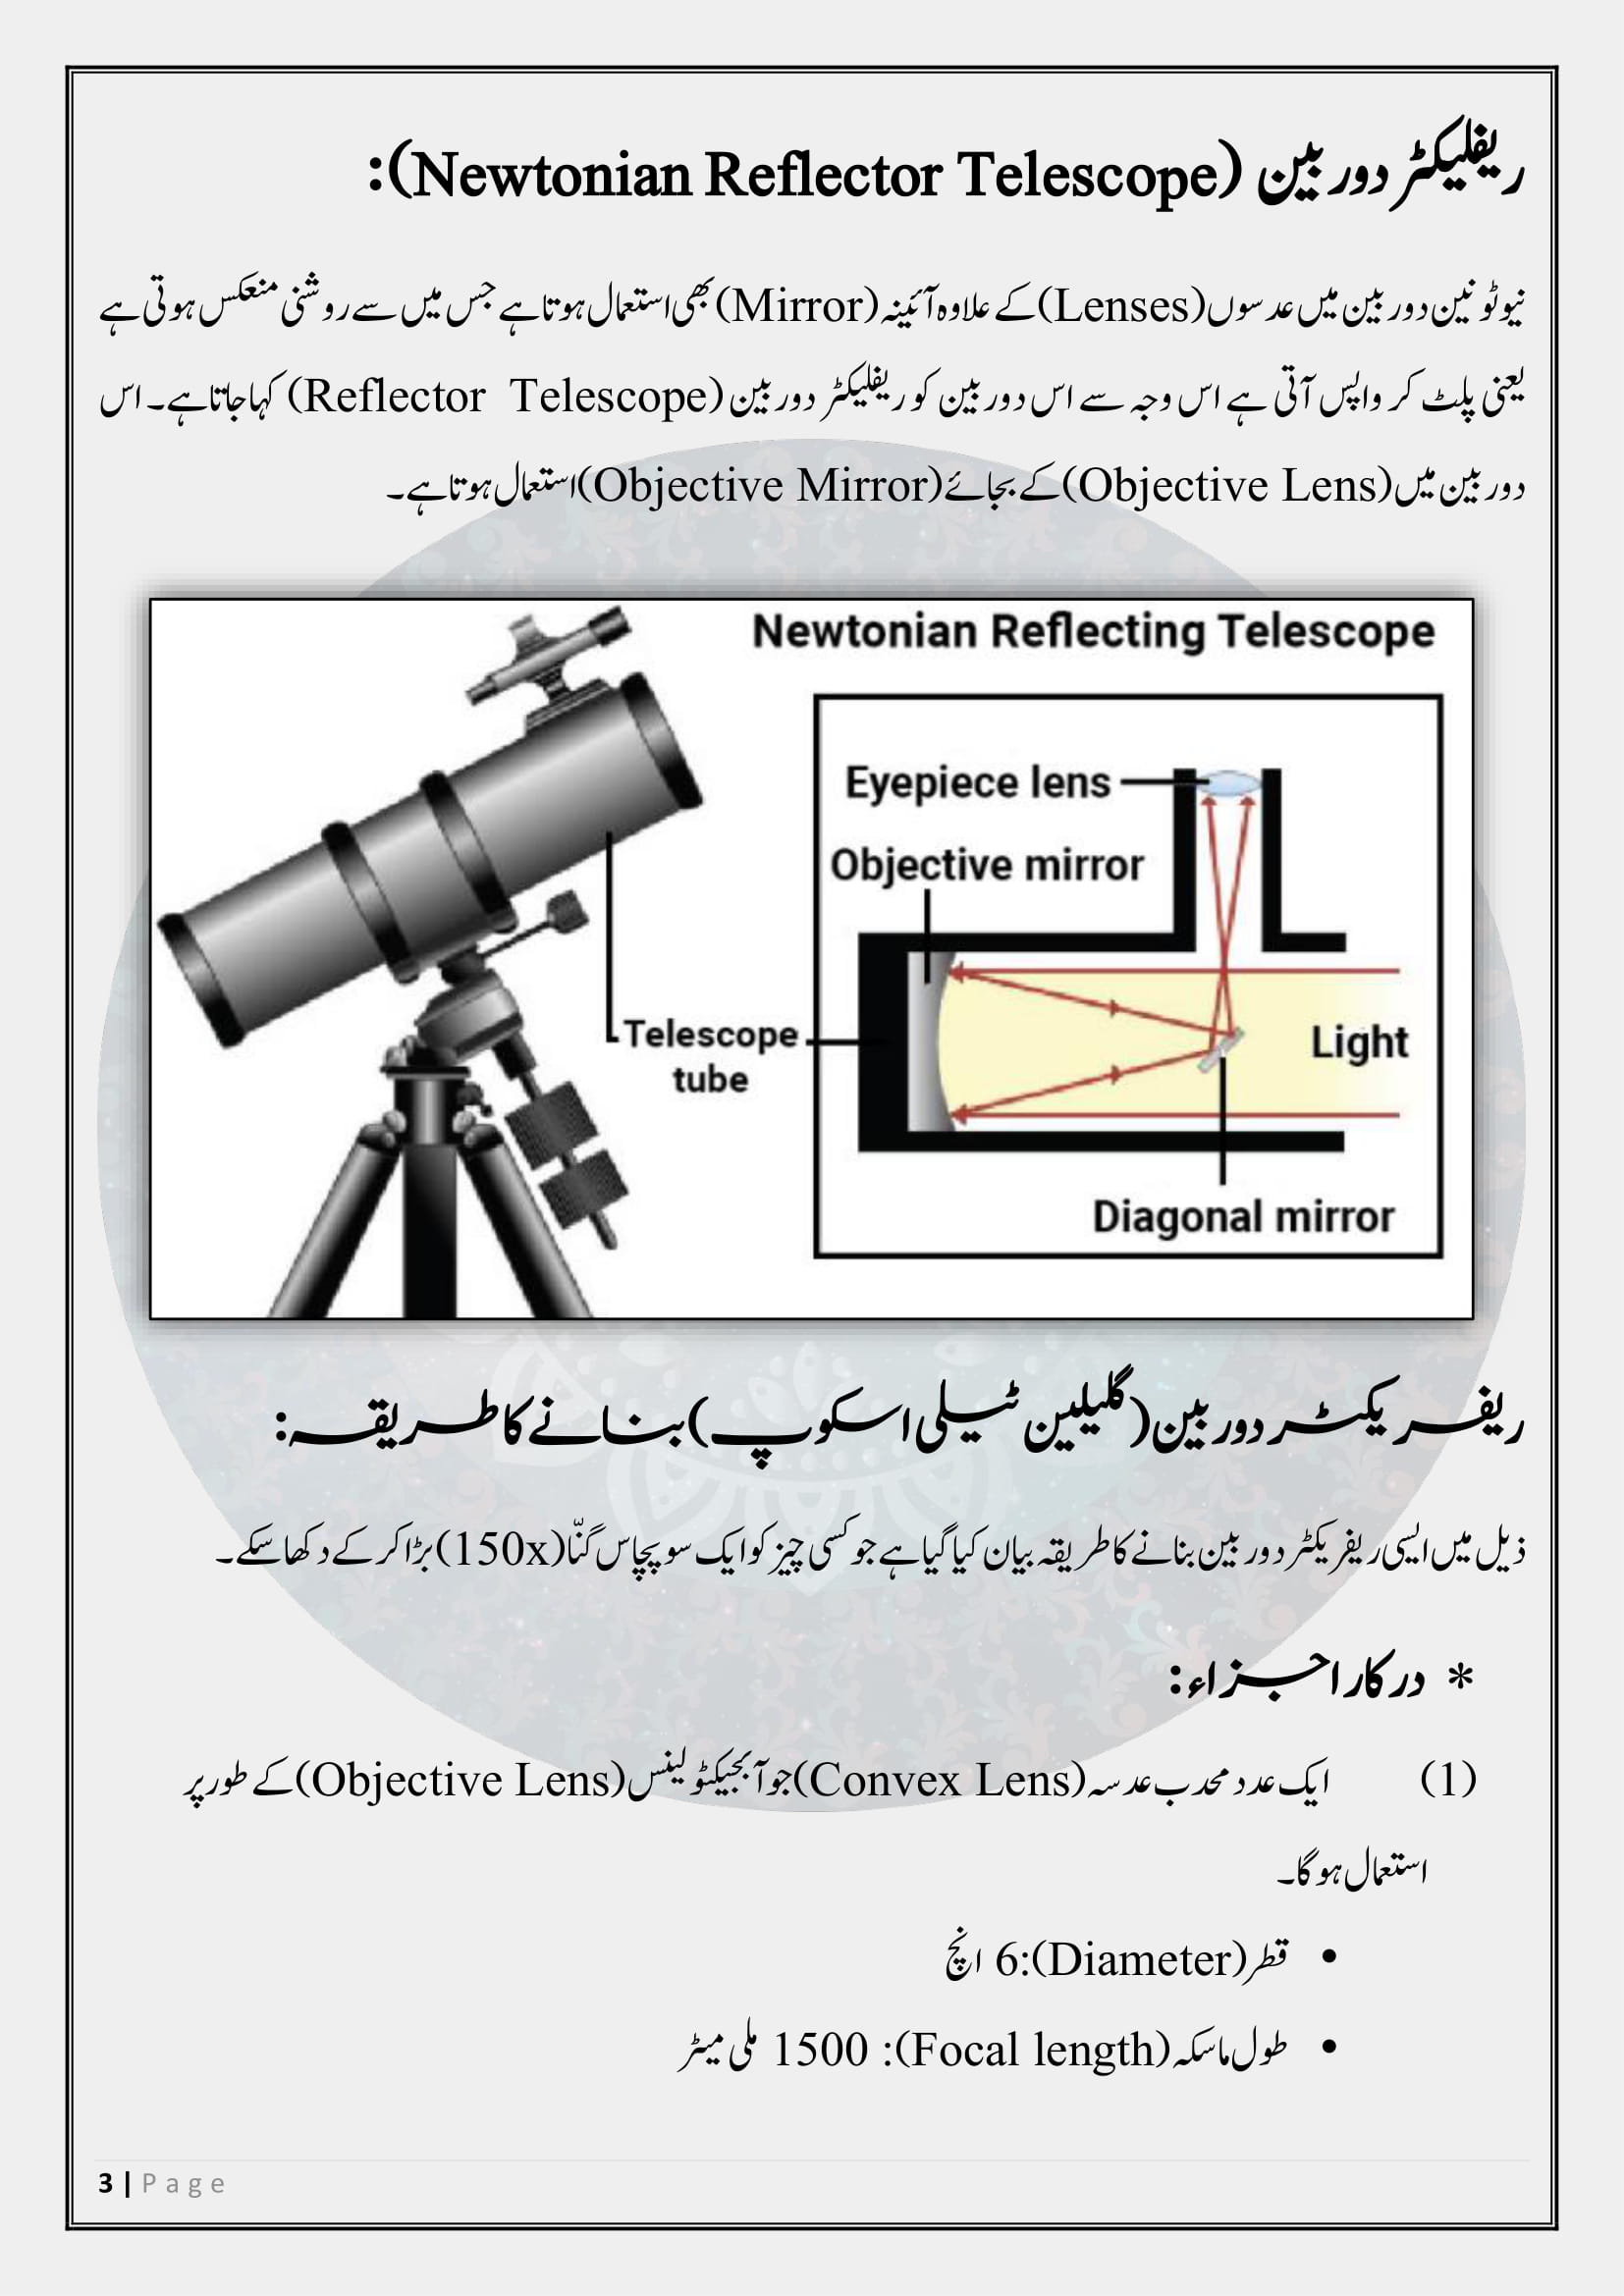 ریفلیکٹر دوربین (Newtonian Reflector Telescope):
نیوٹونین دوربین میں عدسوں(Lenses)کے علاوہ آئینہ(Mirror)بھی استعمال ہوتا ہے جس میں سے روشنی منعکس ہوتی ہے
یعنی پلٹ کر واپس آتی ہے اس وجہ سے اس دوربین کو ریفلیکٹر دوربین (Reflector Telescope) کہا جاتا ہے۔ اس
دوربین میں(Objective Lens)کے بجائے(Objective Mirror)استعمال ہوتا ہے۔
Newtonian Reflecting Telescope
Eyepiece lens
Objective mirror
Telescope
tube
Light
Diagonal mirror
ریفریکٹر دوربین(گلیلین ٹیلی اسکوپ)بنانے کا طریقہ:
ذیل میں ایسی ریفریکٹر دوربین بنانے کا طریقہ بیان کیا گیا ہے جو کسی چیز کو ایک سو پچاس گنّا(150x)بڑا کر کے دکھا سکے۔
* درکار اجزاء:
(1) ایک عدد محدب عدسہ(Convex Lens)جو آبجیکٹو لینس(Objective Lens)کے طور پر
استعمال ہوگا۔
• قطر(Diameter):6 انچ
• طول ماسکہ(Focal length): 1500 ملی میٹر
3 | Page